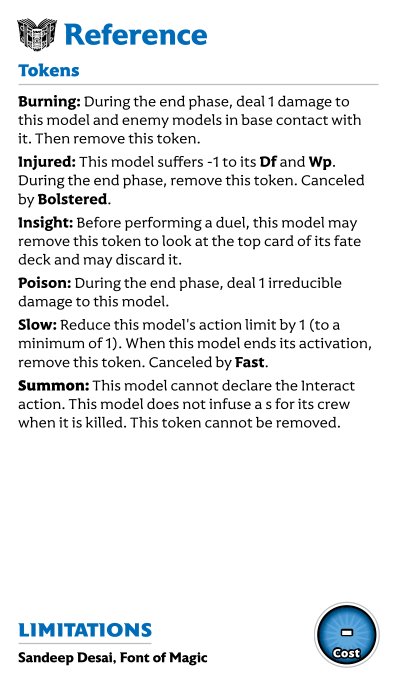 Reference
Tokens
Burning: During the end phase, deal 1 damage to
this model and enemy models in base contact with
it. Then remove this token.
Injured: This model suffers -1 to its Df and Wp.
During the end phase, remove this token. Canceled
by Bolstered.
Insight: Before performing a duel, this model may
remove this token to look at the top card of its fate
deck and may discard it.
Poison: During the end phase, deal 1 irreducible
damage to this model.
Slow: Reduce this model's action limit by 1 (to a
minimum of 1). When this model ends its activation,
remove this token. Canceled by Fast.
Summon: This model cannot declare the Interact
action. This model does not infuse a s for its crew
when it is killed. This token cannot be removed.
LIMITATIONS
Sandeep Desai, Font of Magic
-
Cost